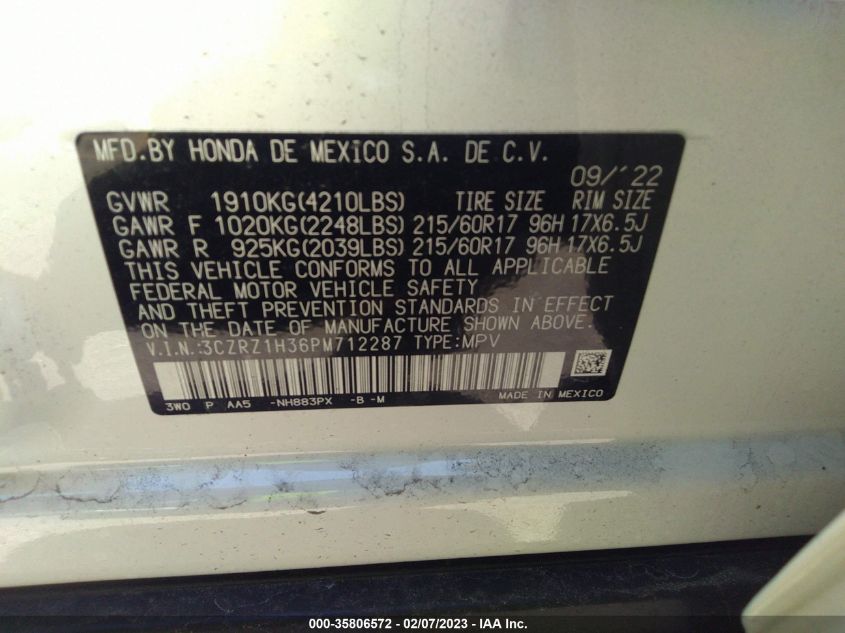 MFD.BY HONDA DE MEXICO S.A. DE C.V.
09/'22
GVWR 1910KG(4210LBS) TIRE SIZE RIM SIZE
GAWR F 1020KG(2248LBS) 215/60R17 96H 17X6.5J
GAWR R 925KG(2039LBS) 215/60R17 96H 17X6.5J
THIS VEHICLE CONFORMS TO ALL APPLICABLE
FEDERAL MOTOR VEHICLE SAFETY
AND THEFT PREVENTION STANDARDS IN EFFECT
ON THE DATE OF MANUFACTURE SHOWN ABOVE.
V.I.N.:3CZRZ1H36PM712287 TYPE:MPV
3W0 P AA5 -NH883PX -B -M MADE IN MEXICO
000-35806572 — 02/07/2023 — IAA Inc.